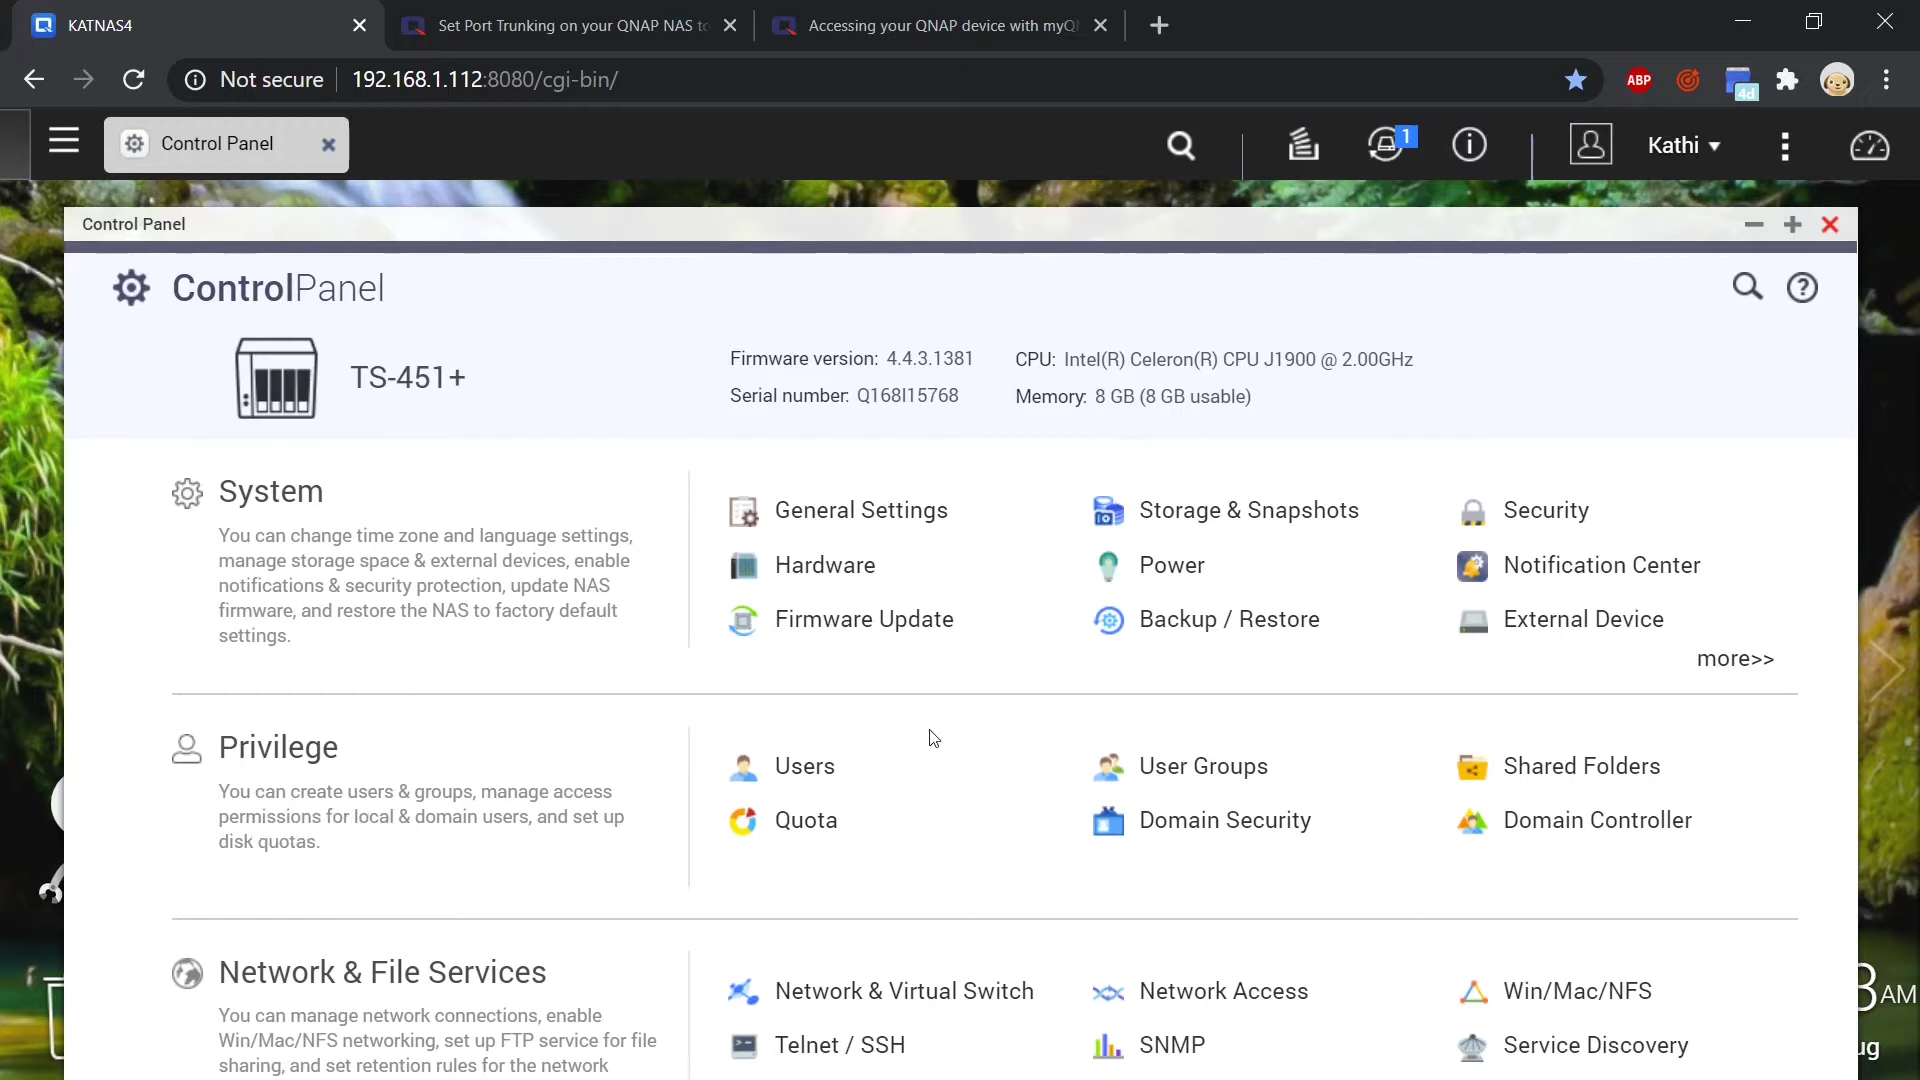 KATNAS4
Set Port Trunking on your QNAP NAS to
Accessing your QNAP device with myQ
Not secure
192.168.1.112:8080/cgi-bin/
ABP
4d
Control Panel
1
Kathi
Control Panel
ControlPanel
TS-451+
Firmware version: 4.4.3.1381
CPU: Intel(R) Celeron(R) CPU J1900 @ 2.00GHz
Serial number: Q168I15768
Memory: 8 GB (8 GB usable)
System
You can change time zone and language settings,
manage storage space & external devices, enable
notifications & security protection, update NAS
firmware, and restore the NAS to factory default
settings.
General Settings
Storage & Snapshots
Security
Hardware
Power
Notification Center
Firmware Update
Backup / Restore
External Device
more>>
Privilege
You can create users & groups, manage access
permissions for local & domain users, and set up
disk quotas.
Users
User Groups
Shared Folders
Quota
Domain Security
Domain Controller
Network & File Services
You can manage network connections, enable
Win/Mac/NFS networking, set up FTP service for file
sharing, and set retention rules for the network
Network & Virtual Switch
Network Access
Win/Mac/NFS
Telnet / SSH
SNMP
Service Discovery
AM
ug